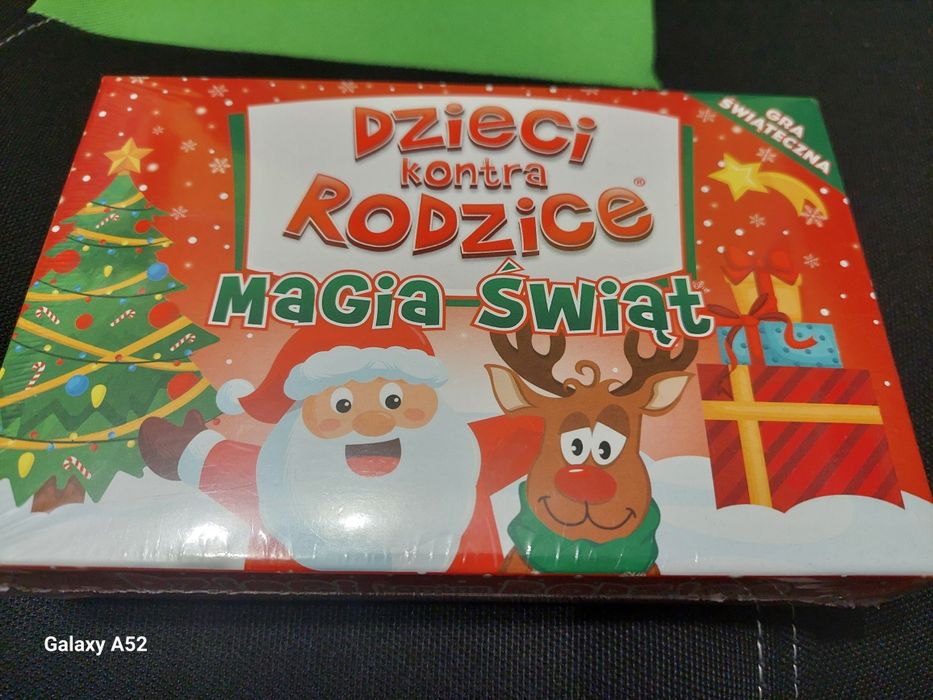 DZieci
kontra
RODZice®
MaGia Świąt
GRA
ŚWIĄTECZNA
Galaxy A52